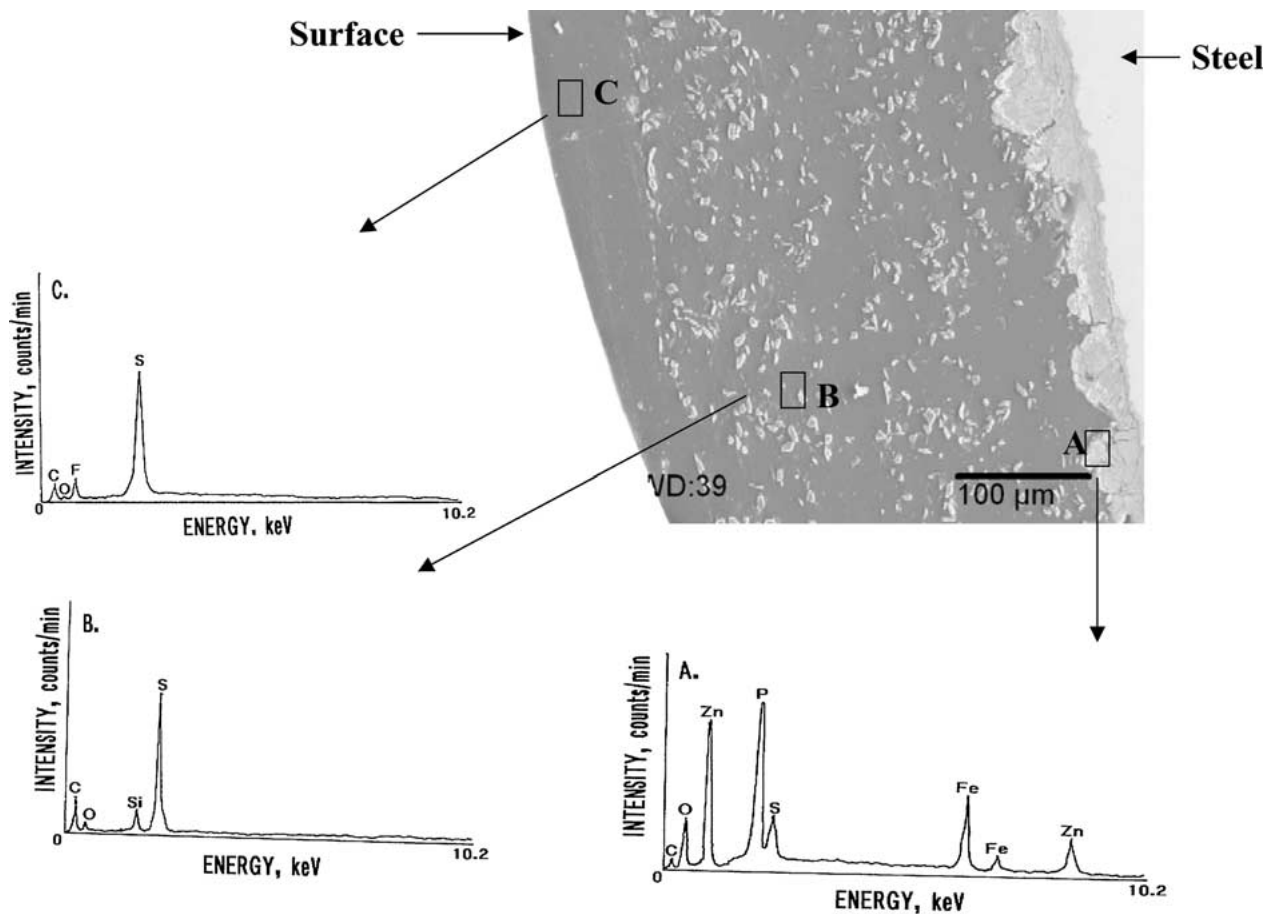 Surface
Steel
C
B
A
WD:39
100 µm
C.
INTENSITY, counts/min
S
C
O
F
0
10.2
ENERGY, keV
B.
INTENSITY, counts/min
S
C
O
Si
0
10.2
ENERGY, keV
A.
INTENSITY, counts/min
P
Zn
O
S
C
Fe
Fe
Zn
0
10.2
ENERGY, keV